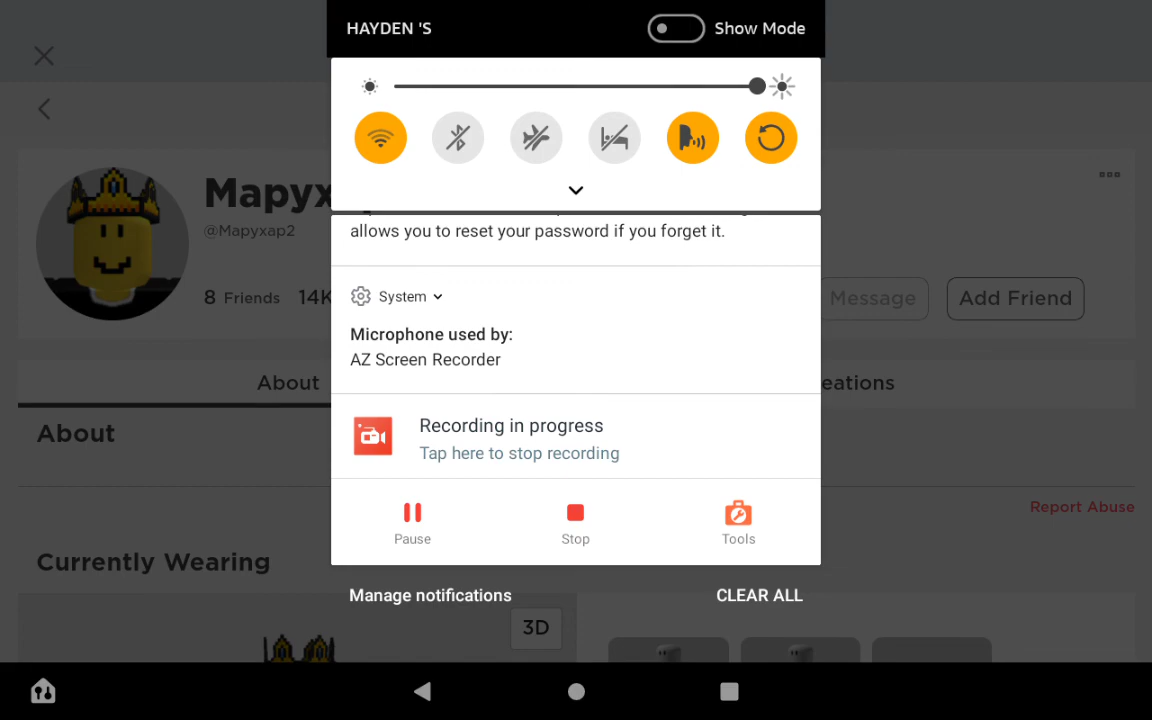 HAYDEN 'S
Show Mode
Mapyx
@Mapyxap2
8 Friends 14K
Message
Add Friend
allows you to reset your password if you forget it.
System
Microphone used by:
AZ Screen Recorder
About
eations
Recording in progress
Tap here to stop recording
About
Report Abuse
Pause
Stop
Tools
Currently Wearing
Manage notifications
CLEAR ALL
3D